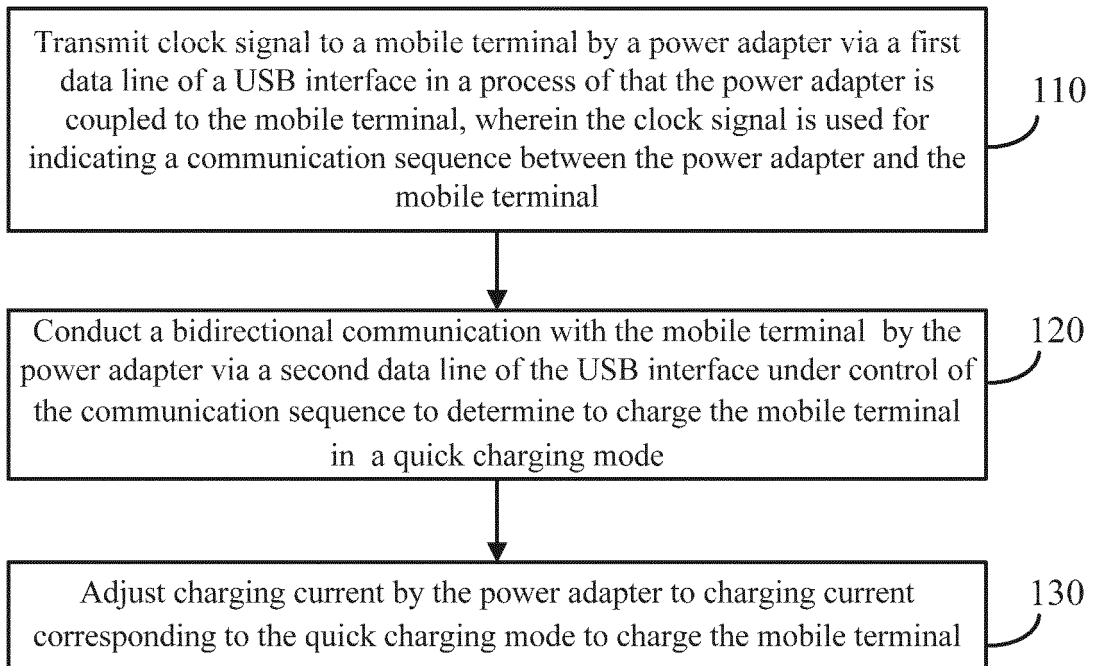 Transmit clock signal to a mobile terminal by a power adapter via a first
data line of a USB interface in a process of that the power adapter is
coupled to the mobile terminal, wherein the clock signal is used for
indicating a communication sequence between the power adapter and the
mobile terminal
110
Conduct a bidirectional communication with the mobile terminal by the
power adapter via a second data line of the USB interface under control of
the communication sequence to determine to charge the mobile terminal
in a quick charging mode
120
Adjust charging current by the power adapter to charging current
corresponding to the quick charging mode to charge the mobile terminal
130